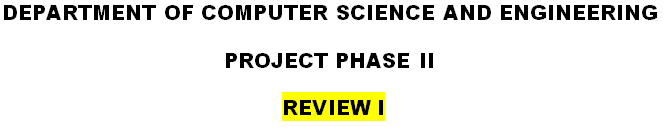 DEPARTMENT OF COMPUTER SCIENCE AND ENGINEERING
PROJECT PHASE II
REVIEW I